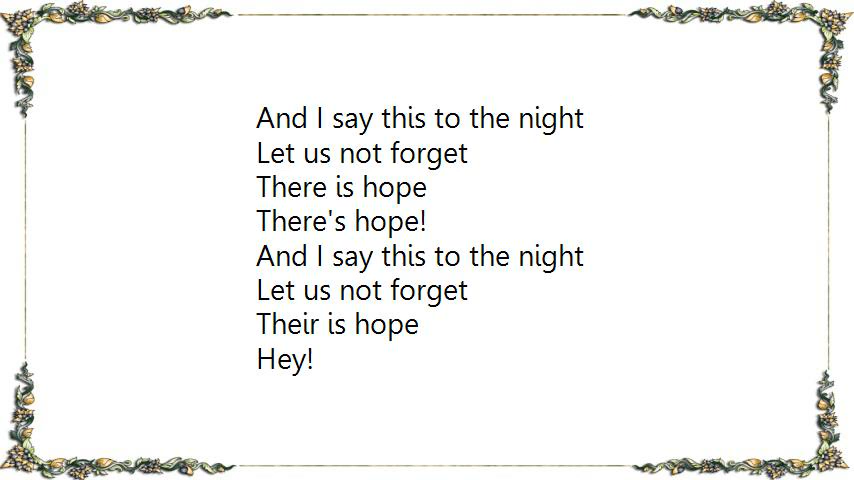 And I say this to the night
Let us not forget
There is hope
There's hope!
And I say this to the night
Let us not forget
Their is hope
Hey!